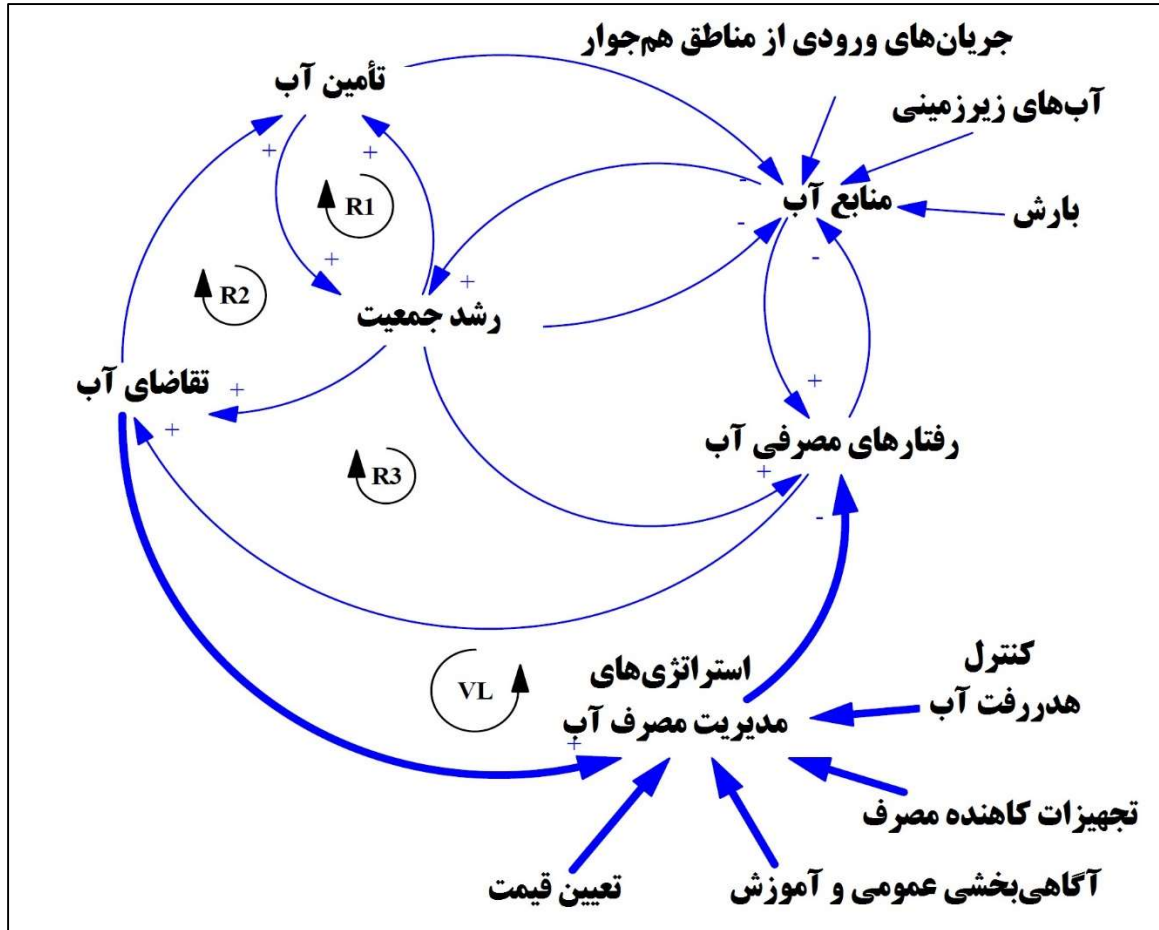 جریان‌های ورودی از مناطق هم‌جوار
تأمین آب
آب‌های زیرزمینی
+
+
R1
-
منابع آب
بارش
-
-
+
+
R2
رشد جمعیت
تقاضای آب
+
+
+
رفتارهای مصرفی آب
R3
+
-
استراتژی‌های
مدیریت مصرف آب
+
VL
کنترل
هدررفت آب
تجهیزات کاهنده مصرف
آگاهی‌بخشی عمومی و آموزش
تعیین قیمت